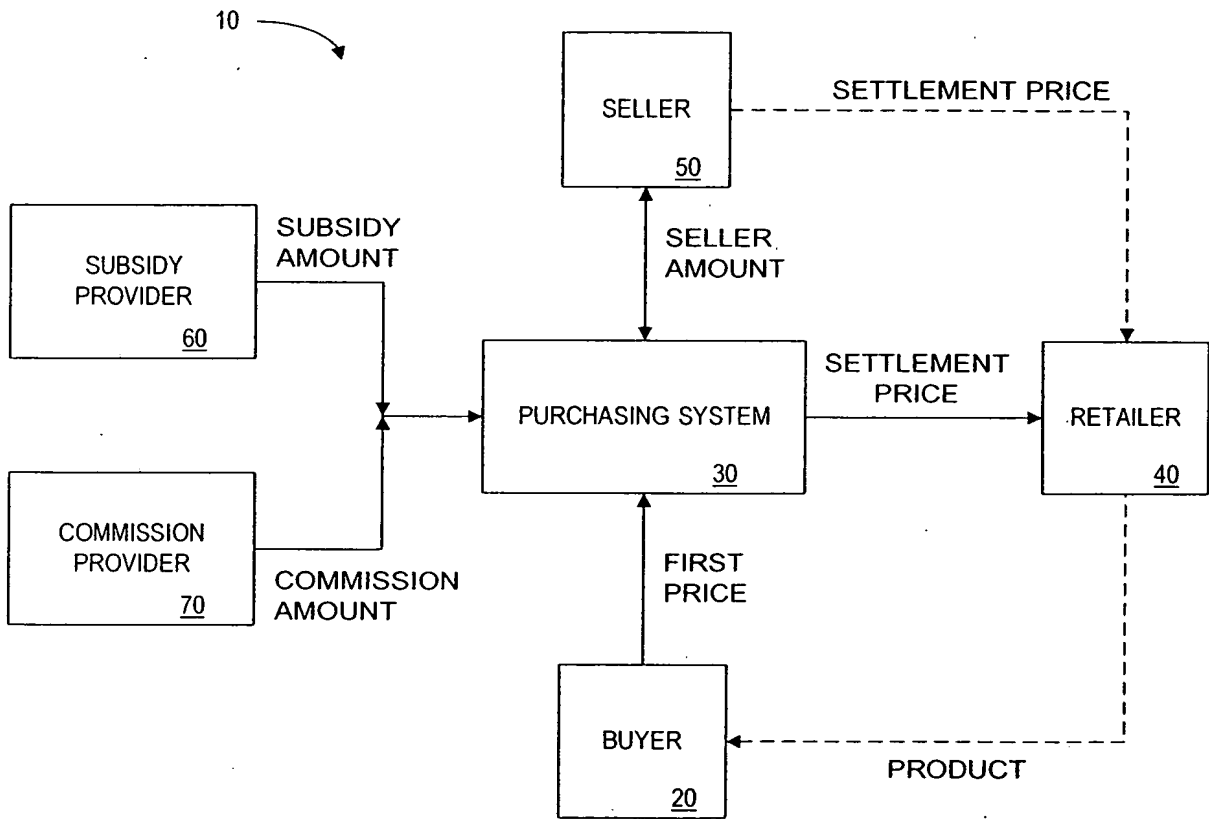 10
SELLER
50
SETTLEMENT PRICE
SUBSIDY
AMOUNT
SELLER
AMOUNT
SUBSIDY
PROVIDER
60
PURCHASING SYSTEM
30
SETTLEMENT
PRICE
RETAILER
40
COMMISSION
PROVIDER
70
COMMISSION
AMOUNT
FIRST
PRICE
BUYER
20
PRODUCT